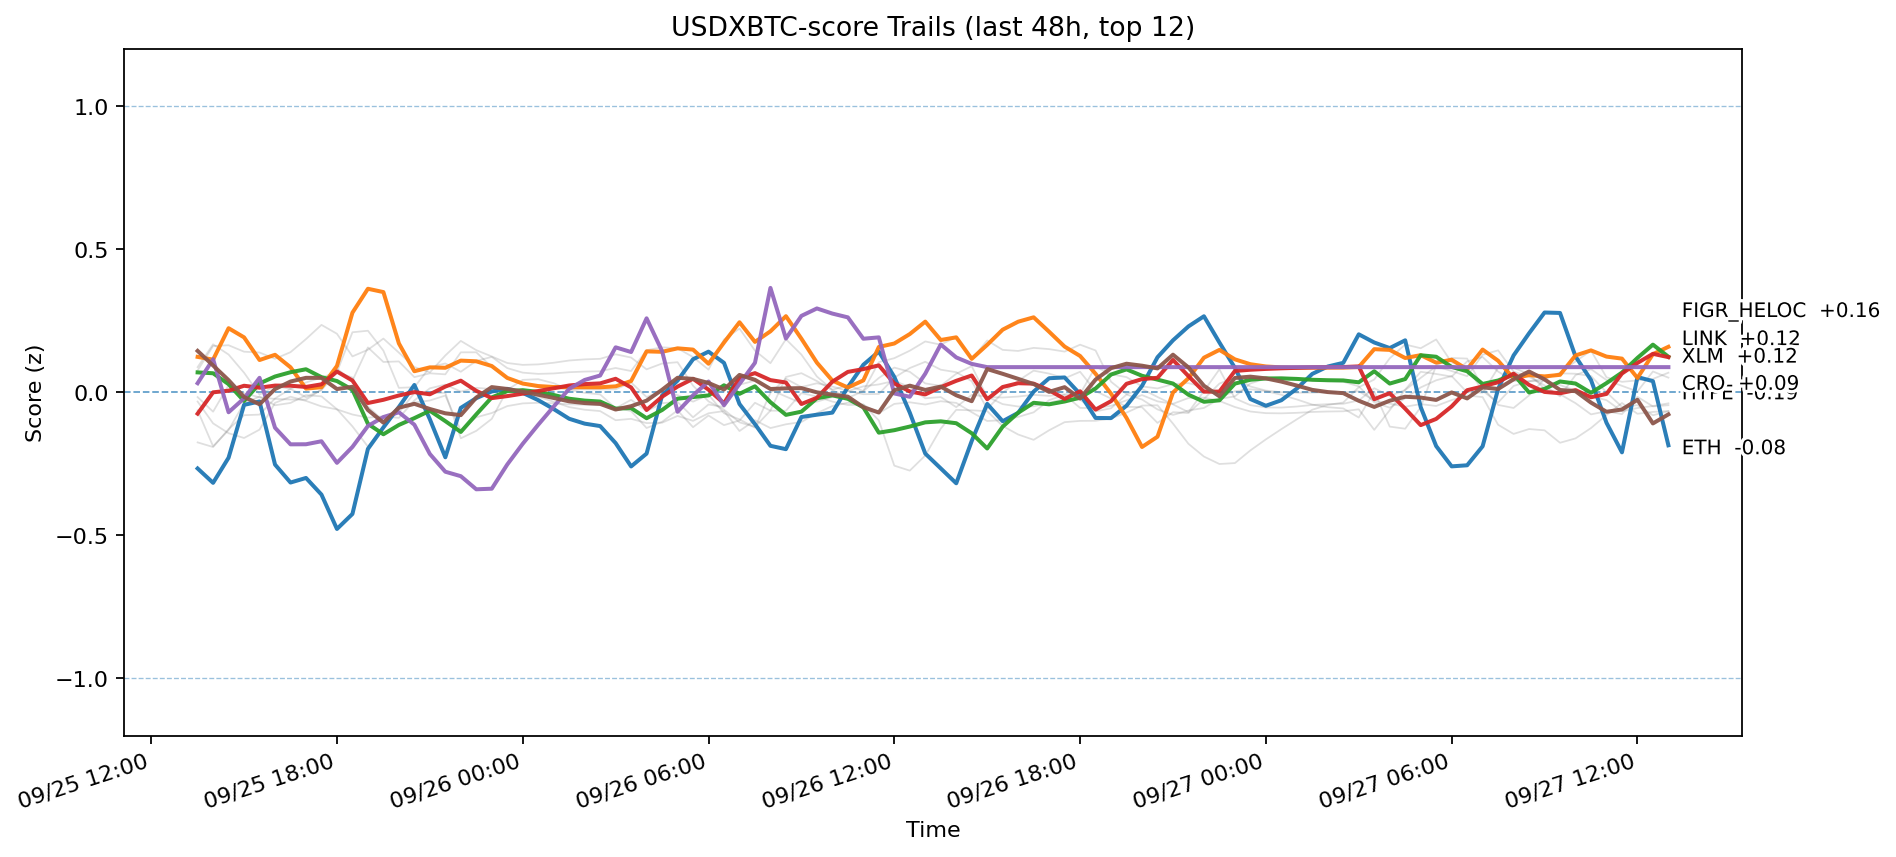 USDXBTC-score Trails (last 48h, top 12)
Score (z)
1.0
0.5
0.0
−0.5
−1.0
FIGR_HELOC +0.16
LINK +0.12
XLM +0.12
CRO +0.09
HYPE -0.19
ETH -0.08
09/25 12:00
09/25 18:00
09/26 00:00
09/26 06:00
09/26 12:00
09/26 18:00
09/27 00:00
09/27 06:00
09/27 12:00
Time